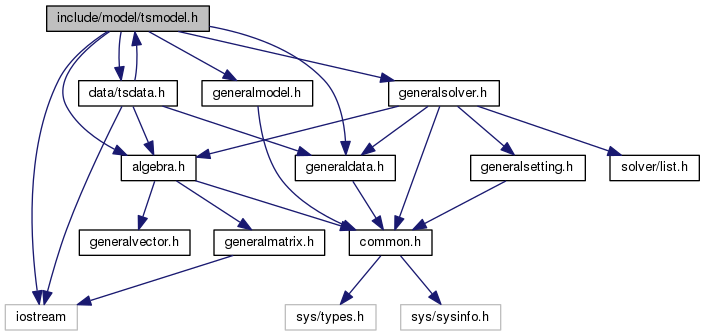 include/model/tsmodel.h
data/tsdata.h
generalmodel.h
generalsolver.h
algebra.h
generaldata.h
generalsetting.h
solver/list.h
generalvector.h
generalmatrix.h
common.h
iostream
sys/types.h
sys/sysinfo.h